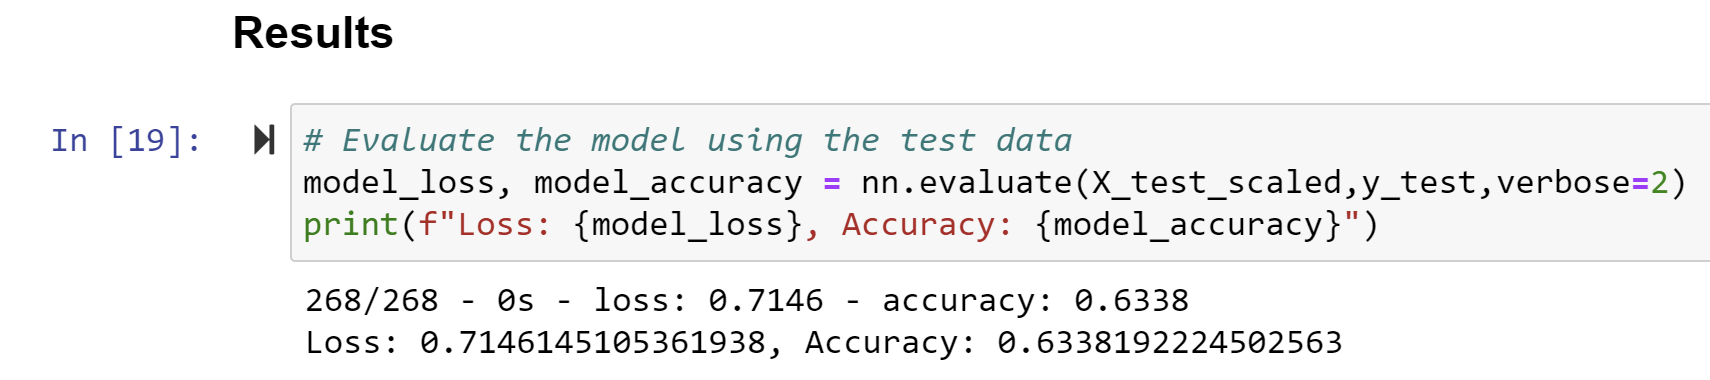 Results
In [19]:
# Evaluate the model using the test data
model_loss, model_accuracy = nn.evaluate(X_test_scaled,y_test,verbose=2)
print(f"Loss: {model_loss}, Accuracy: {model_accuracy}")
268/268 - 0s - loss: 0.7146 - accuracy: 0.6338
Loss: 0.7146145105361938, Accuracy: 0.6338192224502563